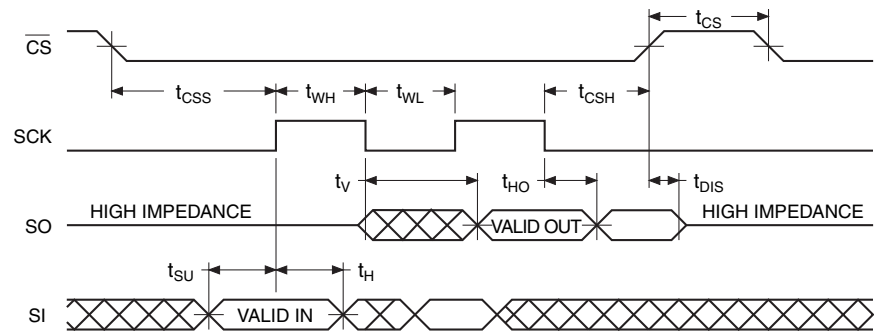 tCS
CS
tCSS tWH tWL tCSH
SCK
tV tHO tDIS
HIGH IMPEDANCE VALID OUT HIGH IMPEDANCE
SO
tSU tH
SI VALID IN